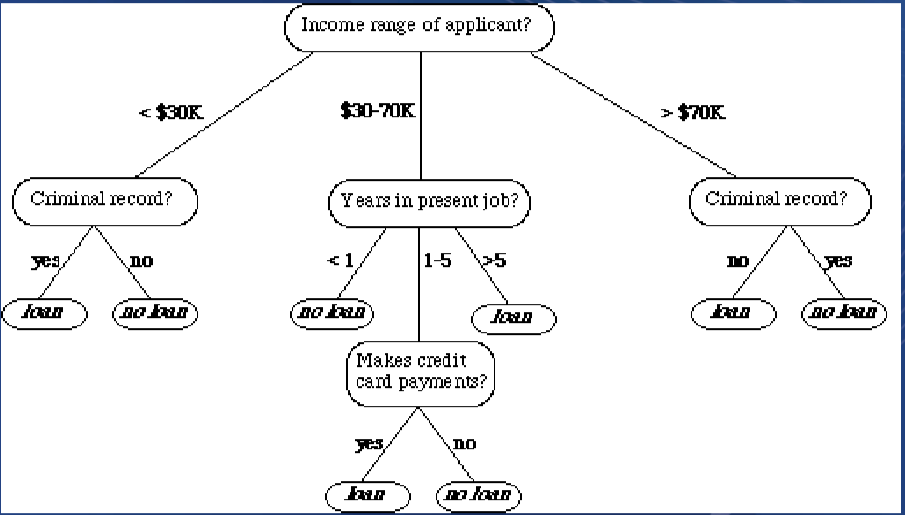 Income range of applicant?
< $30K
$30-70K
> $70K
Criminal record?
Years in present job?
Criminal record?
yes
no
< 1
1-5
>5
no
yes
loan
no loan
no loan
loan
loan
no loan
Makes credit
card payments?
yes
no
loan
no loan